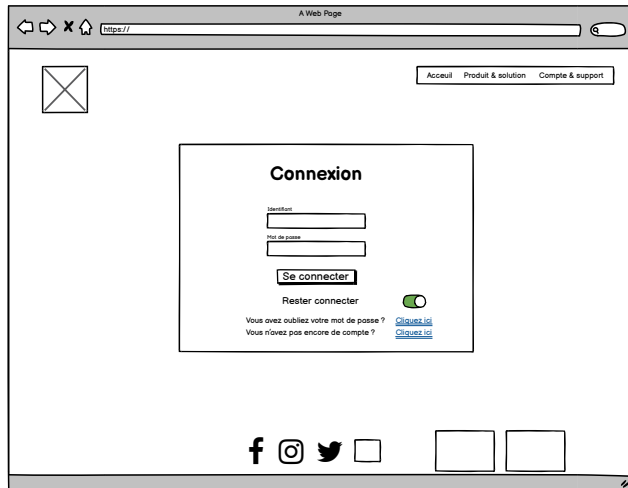 A Web Page
https://
Acceuil Produit & solution Compte & support
Connexion
Identifiant
Mot de passe
Se connecter
Rester connecter
Vous avez oubliez votre mot de passe ? Cliquez ici
Vous n'avez pas encore de compte ? Cliquez ici